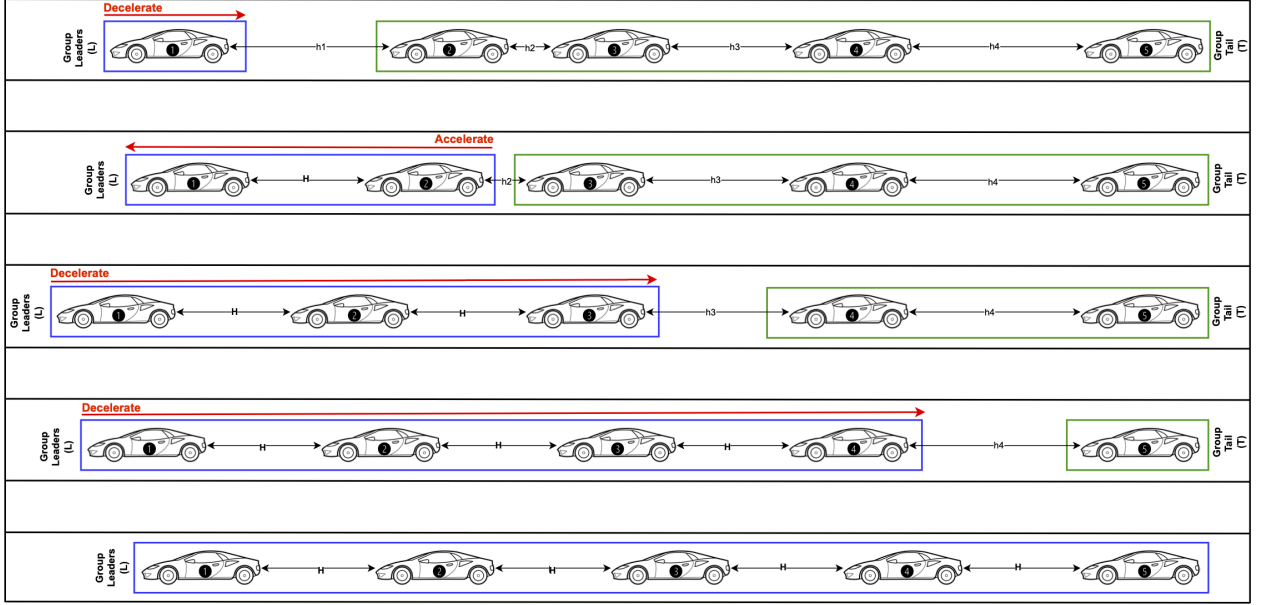 Decelerate
Group
Leaders
(L)
1
h1
2
h2
3
h3
4
h4
5
Group
Tail
(T)
Accelerate
Group
Leaders
(L)
1
H
2
h2
3
h3
4
h4
5
Group
Tail
(T)
Decelerate
Group
Leaders
(L)
1
H
2
H
3
h3
4
h4
5
Group
Tail
(T)
Decelerate
Group
Leaders
(L)
1
H
2
H
3
H
4
h4
5
Group
Tail
(T)
Group
Leaders
(L)
1
H
2
H
3
H
4
H
5